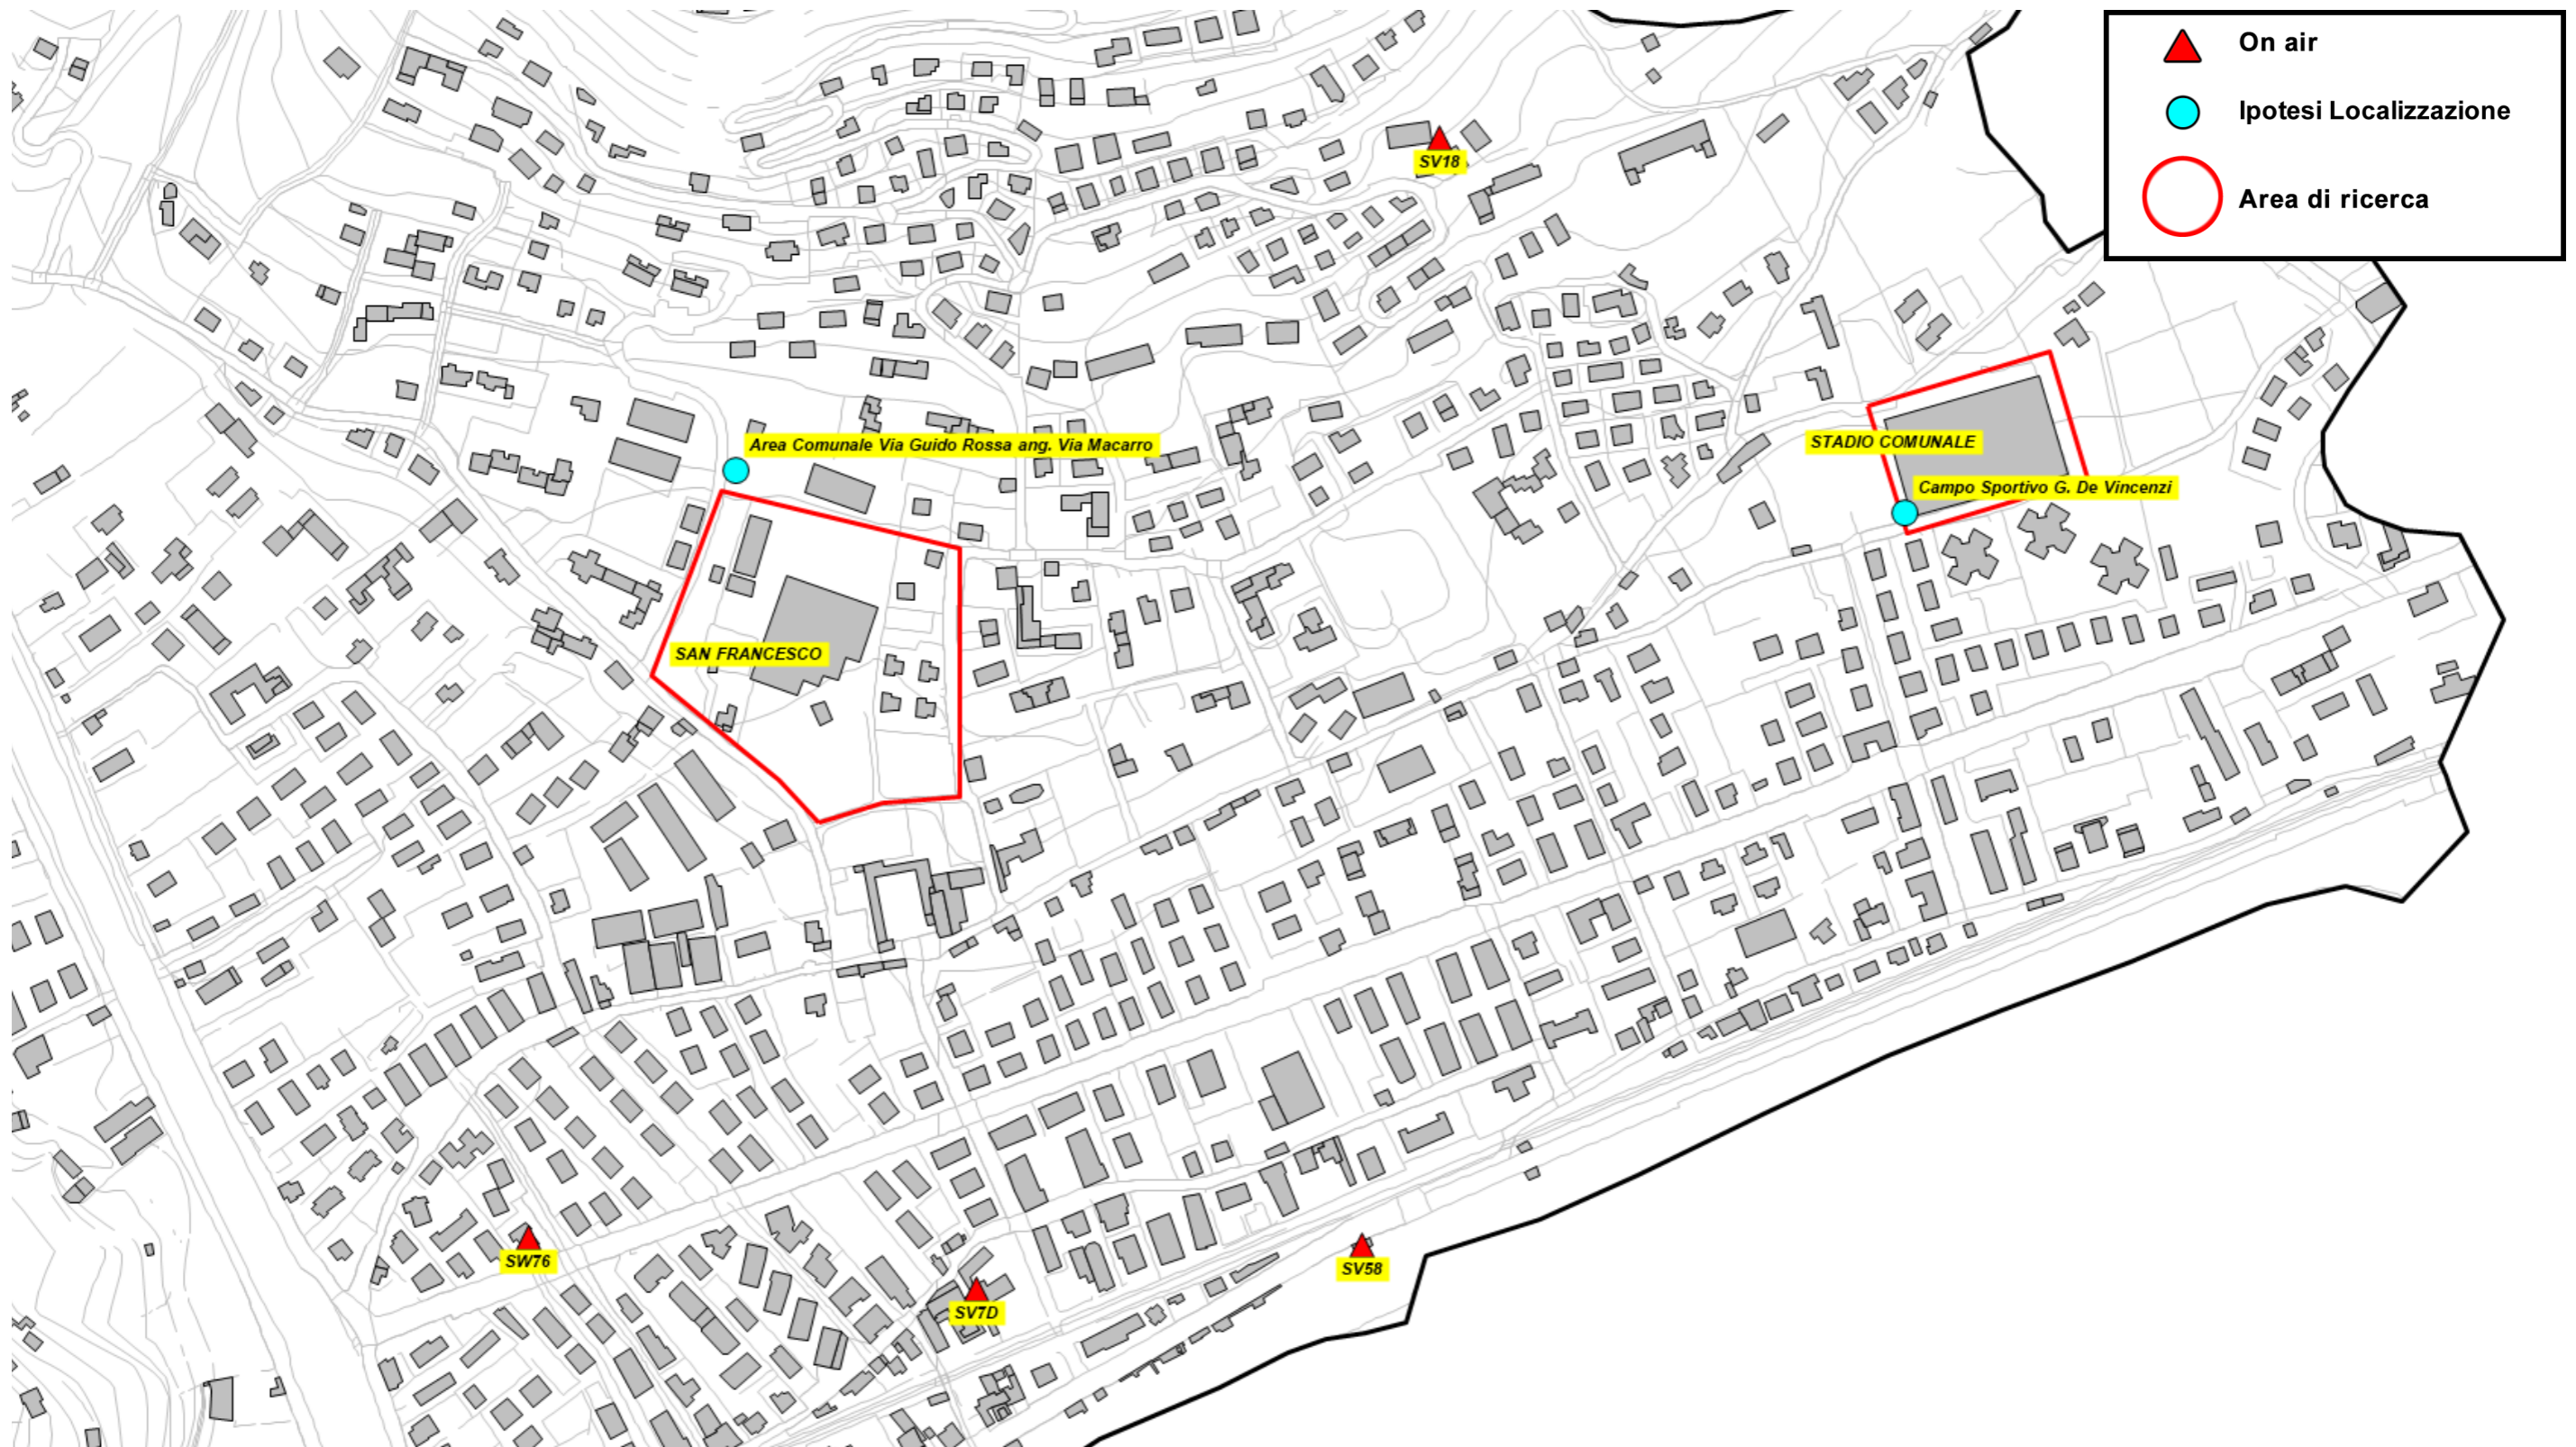 On air
Ipotesi Localizzazione
Area di ricerca
SV18
Area Comunale Via Guido Rossa ang. Via Macarro
STADIO COMUNALE
Campo Sportivo G. De Vincenzi
SAN FRANCESCO
SW76
SV58
SV7D